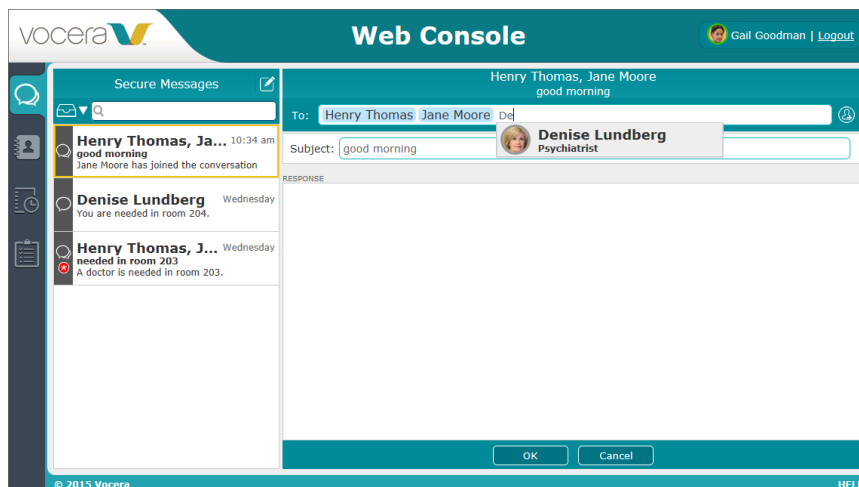 vocera
Web Console
Gail Goodman | Logout
Secure Messages
Henry Thomas, Ja... 10:34 am
good morning
Jane Moore has joined the conversation
Denise Lundberg Wednesday
You are needed in room 204.
Henry Thomas, J... Wednesday
needed in room 203
A doctor is needed in room 203.
Henry Thomas, Jane Moore
good morning
To: Henry Thomas Jane Moore De
Denise Lundberg
Psychiatrist
Subject: good morning
RESPONSE
OK Cancel
© 2015 Vocera